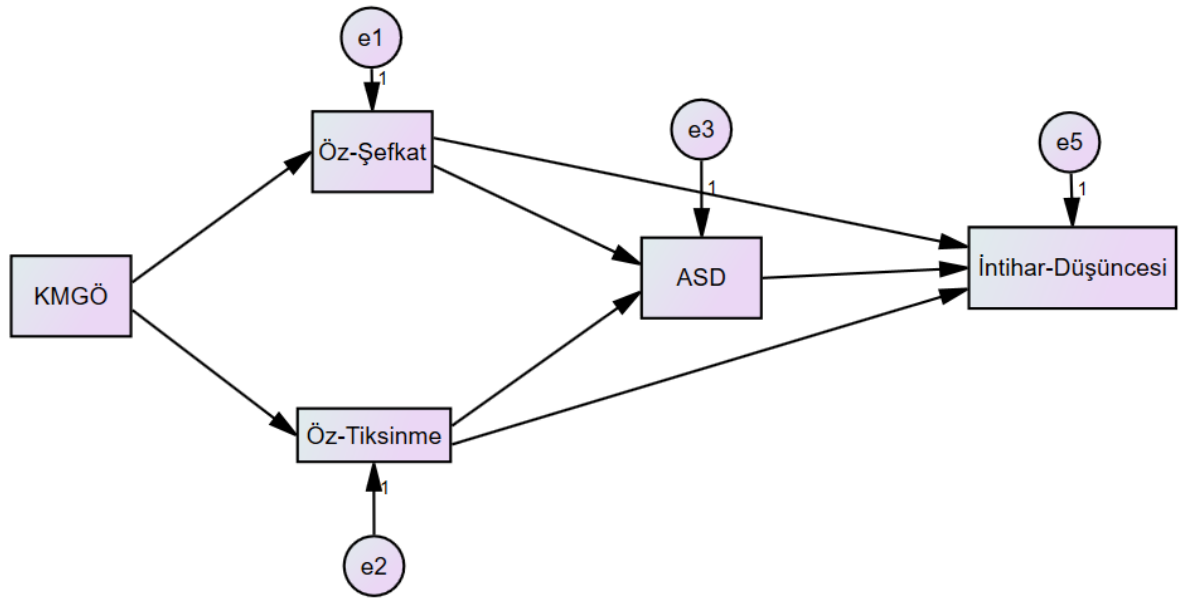 e1
1
Öz-Şefkat
e3
1
e5
1
KMGÖ
ASD
İntihar-Düşüncesi
Öz-Tiksinme
1
e2